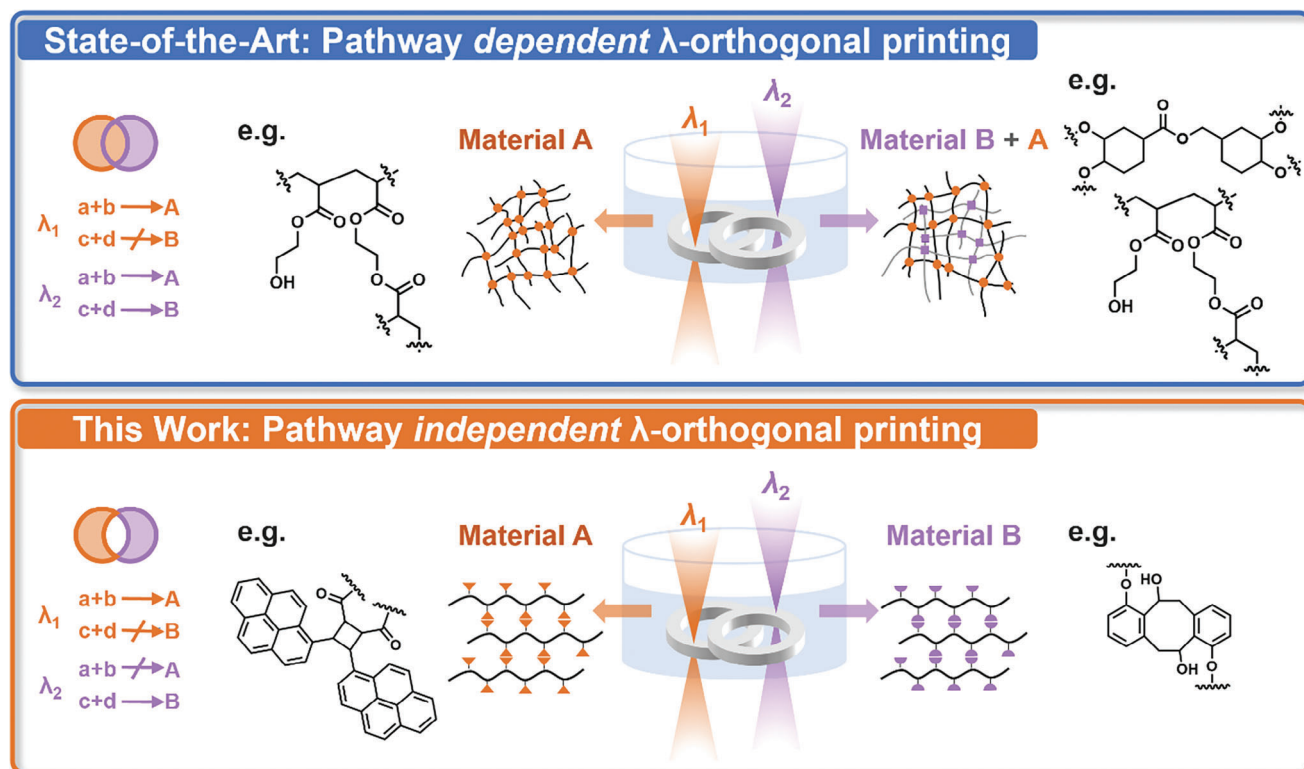 State-of-the-Art: Pathway dependent λ-orthogonal printing
e.g.
λ1
a+b → A
c+d ↛ B
λ2
a+b → A
c+d → B
O
O
O
O
OH
O
O
Material A
λ1
λ2
Material B + A
e.g.
O
O
O
O
O
O
O
O
O
O
OH
O
O
This Work: Pathway independent λ-orthogonal printing
e.g.
λ1
a+b → A
c+d ↛ B
λ2
a+b ↛ A
c+d → B
O
O
Material A
λ1
λ2
Material B
e.g.
O
HO
HO
O